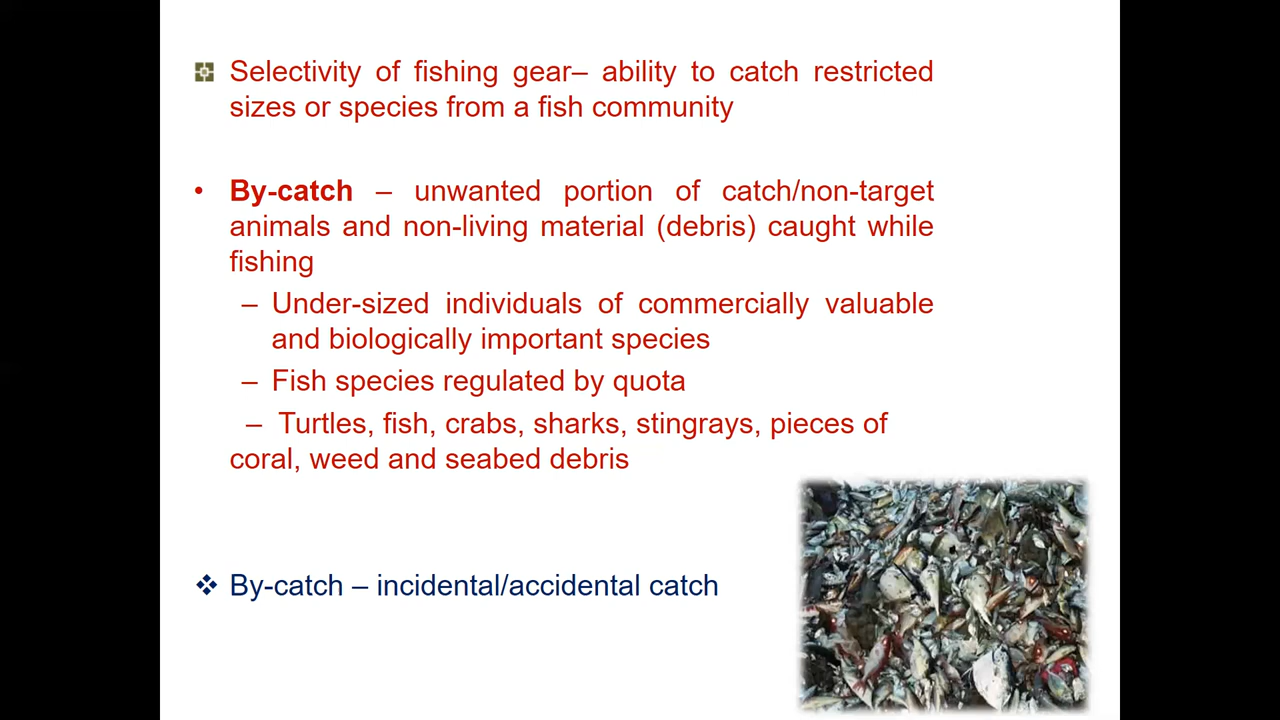 Selectivity of fishing gear– ability to catch restricted
sizes or species from a fish community
• By-catch – unwanted portion of catch/non-target
animals and non-living material (debris) caught while
fishing
– Under-sized individuals of commercially valuable
and biologically important species
– Fish species regulated by quota
– Turtles, fish, crabs, sharks, stingrays, pieces of
coral, weed and seabed debris
❖ By-catch – incidental/accidental catch